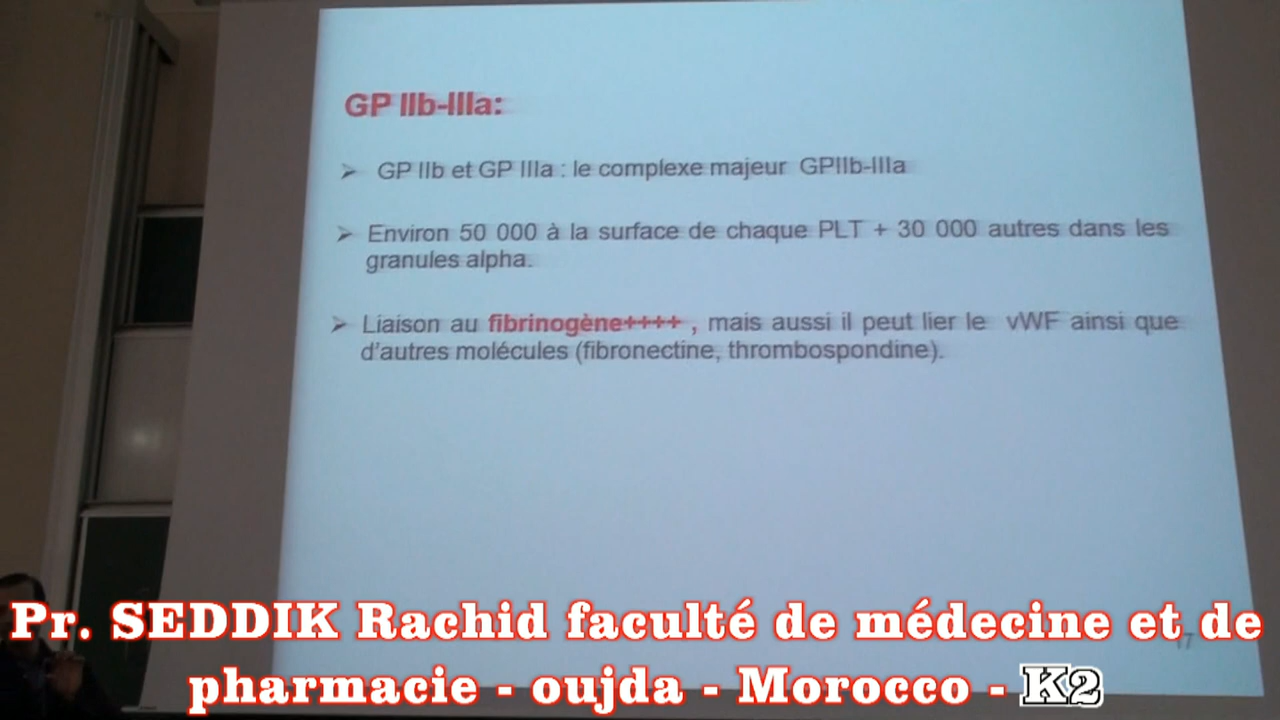 GP IIb-IIIa:
➢ GP IIb et GP IIIa : le complexe majeur GPIIb-IIIa
➢ Environ 50 000 à la surface de chaque PLT + 30 000 autres dans les
granules alpha.
➢ Liaison au fibrinogène++++ , mais aussi il peut lier le vWF ainsi que
d'autres molécules (fibronectine, thrombospondine).
17
Pr. SEDDIK Rachid faculté de médecine et de
pharmacie - oujda - Morocco - K2